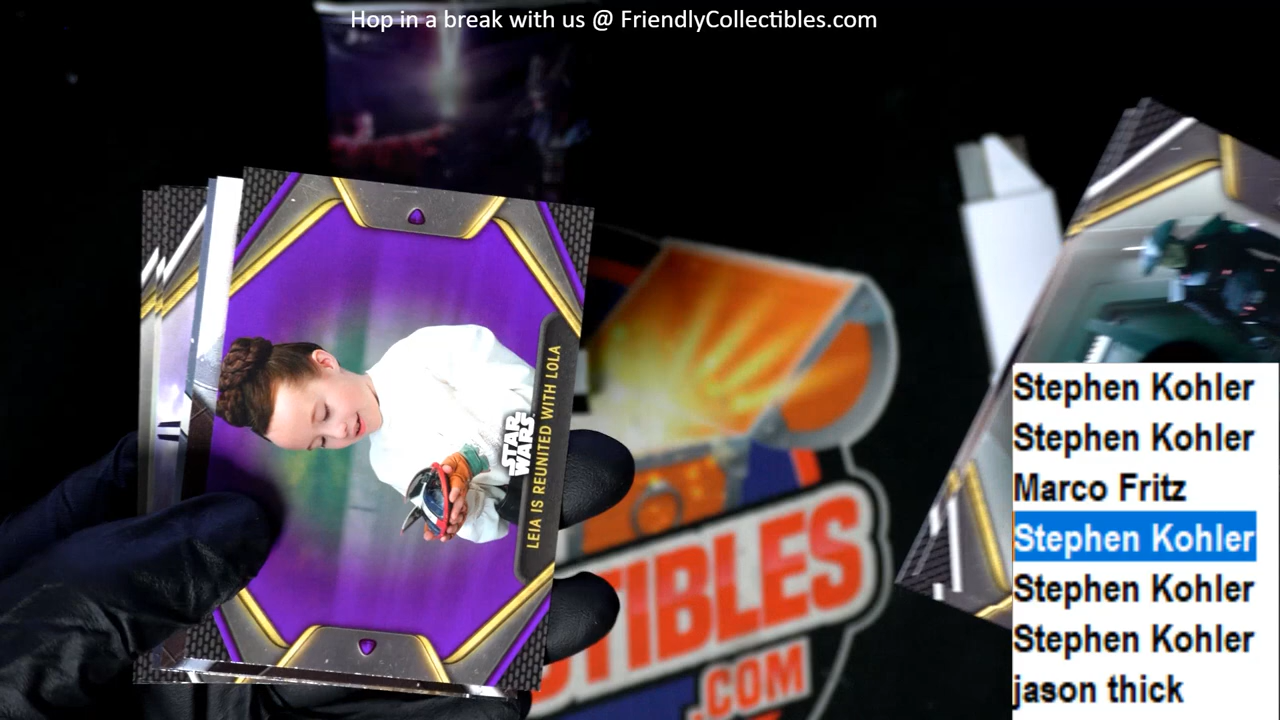 Hop in a break with us @ FriendlyCollectibles.com
LEIA IS REUNITED WITH LOLA
STAR
WARS
TIBLES
.COM
Stephen Kohler
Stephen Kohler
Marco Fritz
Stephen Kohler
Stephen Kohler
Stephen Kohler
jason thick